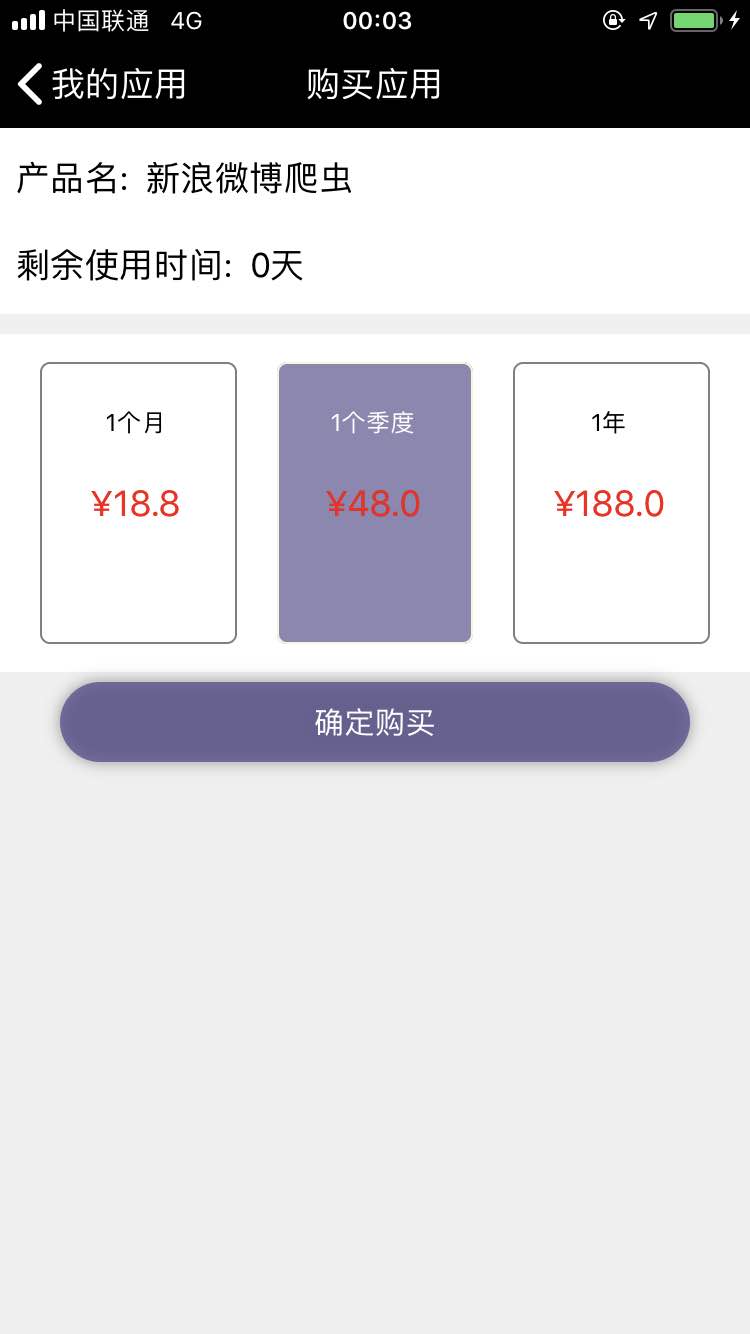 中国联通 4G 00:03
我的应用 购买应用
产品名: 新浪微博爬虫
剩余使用时间: 0天
1个月 1个季度 1年
¥18.8 ¥48.0 ¥188.0
确定购买